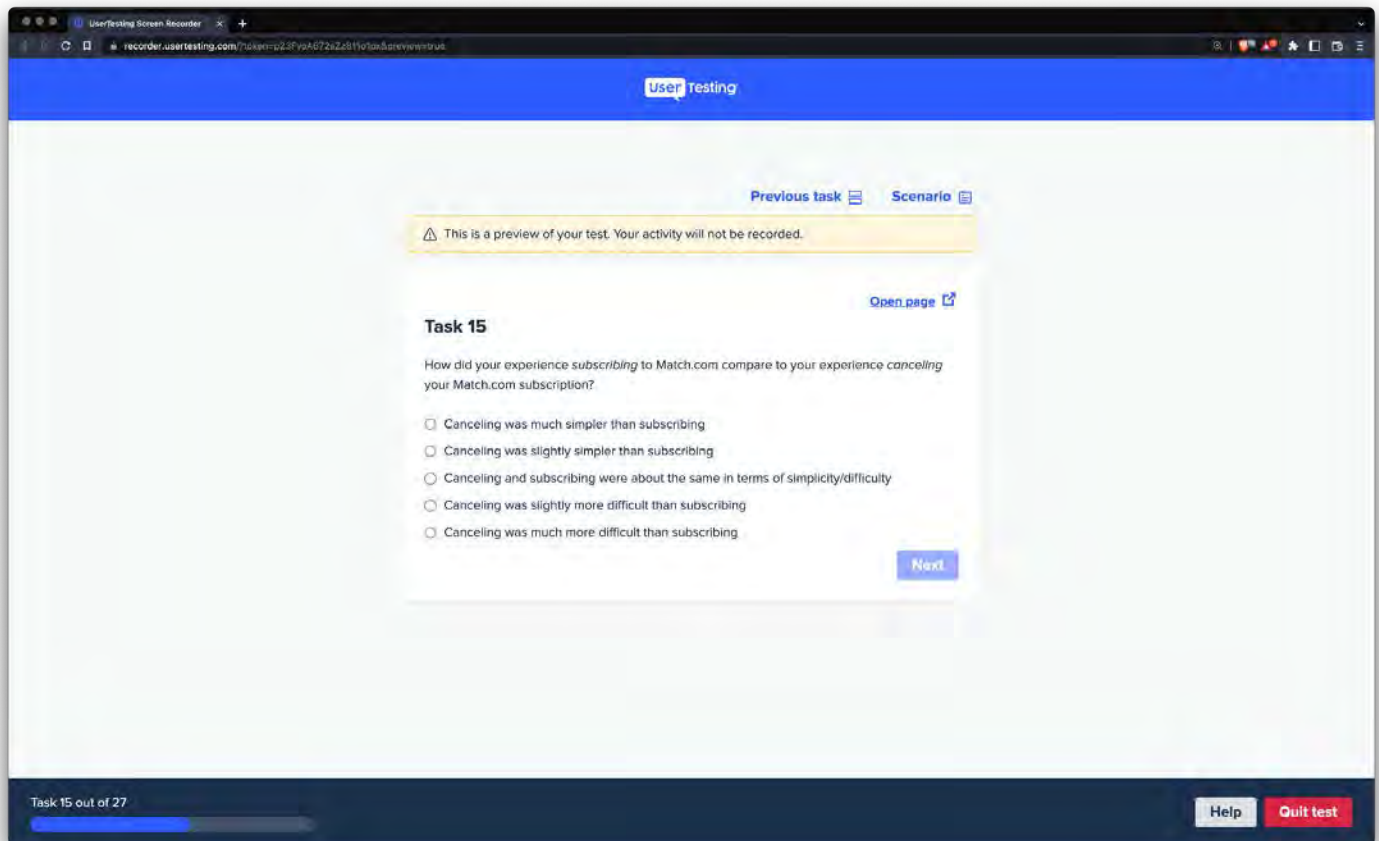 UserTesting Screen Recorder
recorder.usertesting.com/
User Testing
Previous task
Scenario
This is a preview of your test. Your activity will not be recorded.
Open page
Task 15
How did your experience subscribing to Match.com compare to your experience canceling
your Match.com subscription?
Canceling was much simpler than subscribing
Canceling was slightly simpler than subscribing
Canceling and subscribing were about the same in terms of simplicity/difficulty
Canceling was slightly more difficult than subscribing
Canceling was much more difficult than subscribing
Next
Task 15 out of 27
Help
Quit test